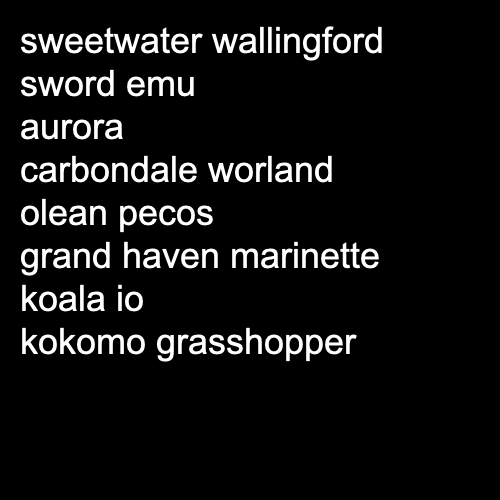 sweetwater wallingford
sword emu
aurora
carbondale worland
olean pecos
grand haven marinette
koala io
kokomo grasshopper